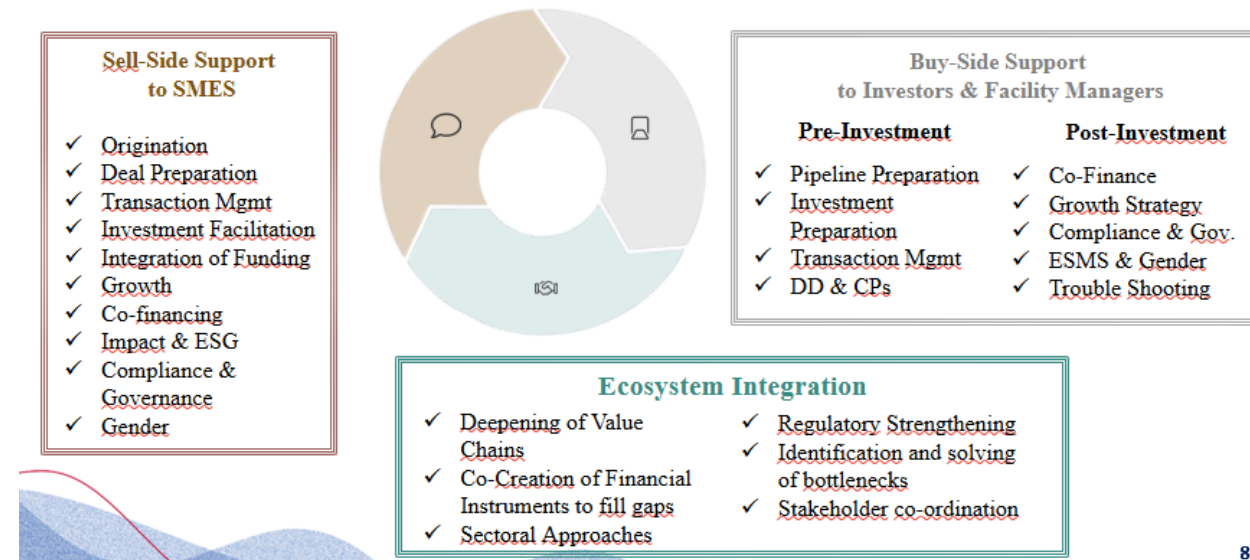 Sell-Side Support
to SMES
Origination
Deal Preparation
Transaction Mgmt
Investment Facilitation
Integration of Funding
Growth
Co-financing
Impact & ESG
Compliance &
Governance
Gender
Buy-Side Support
to Investors & Facility Managers
Pre-Investment
Pipeline Preparation
Investment
Preparation
Transaction Mgmt
DD & CPs
Post-Investment
Co-Finance
Growth Strategy
Compliance & Gov.
ESMS & Gender
Trouble Shooting
Ecosystem Integration
Deepening of Value
Chains
Co-Creation of Financial
Instruments to fill gaps
Sectoral Approaches
Regulatory Strengthening
Identification and solving
of bottlenecks
Stakeholder co-ordination
8